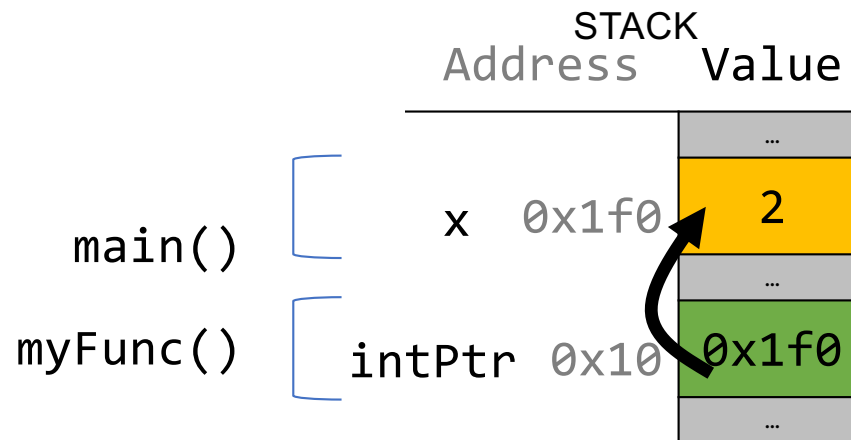 STACK
Address Value
…
x 0x1f0 2
main()
…
myFunc() intPtr 0x10 0x1f0
…